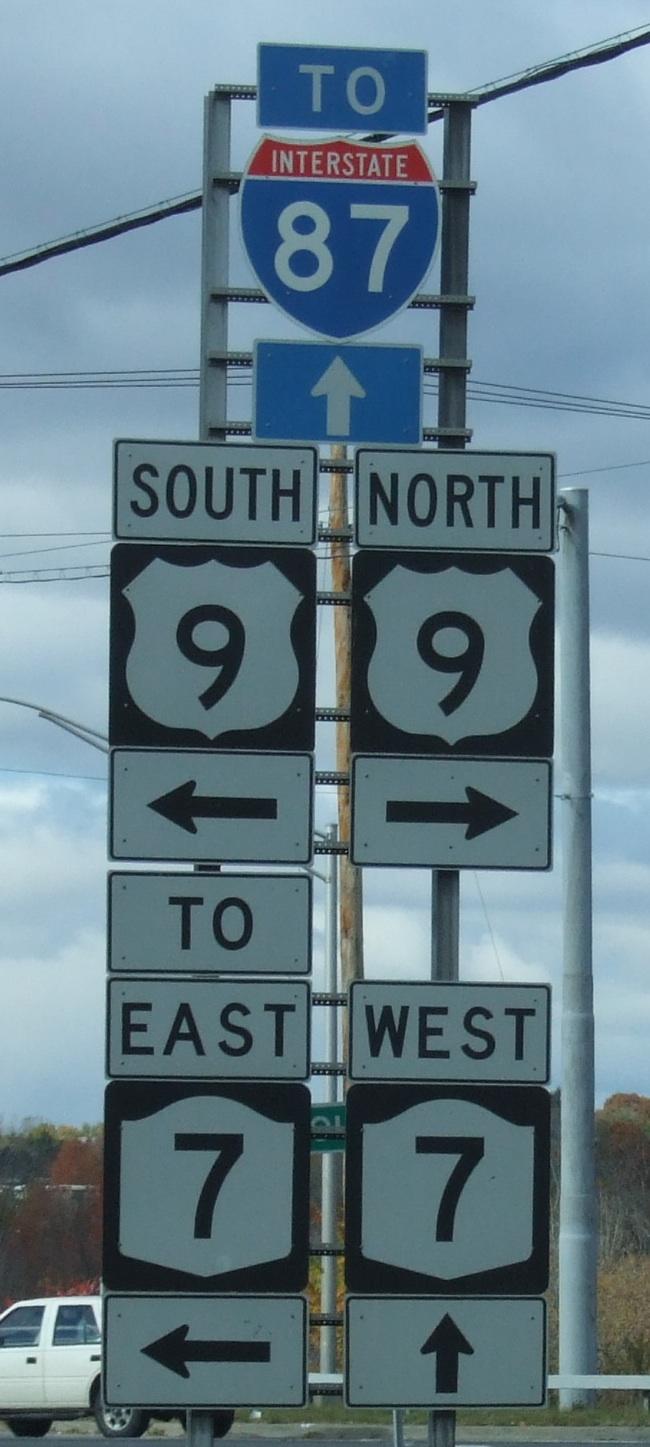 TO
INTERSTATE
87
SOUTH NORTH
9 9
TO
EAST WEST
7 7